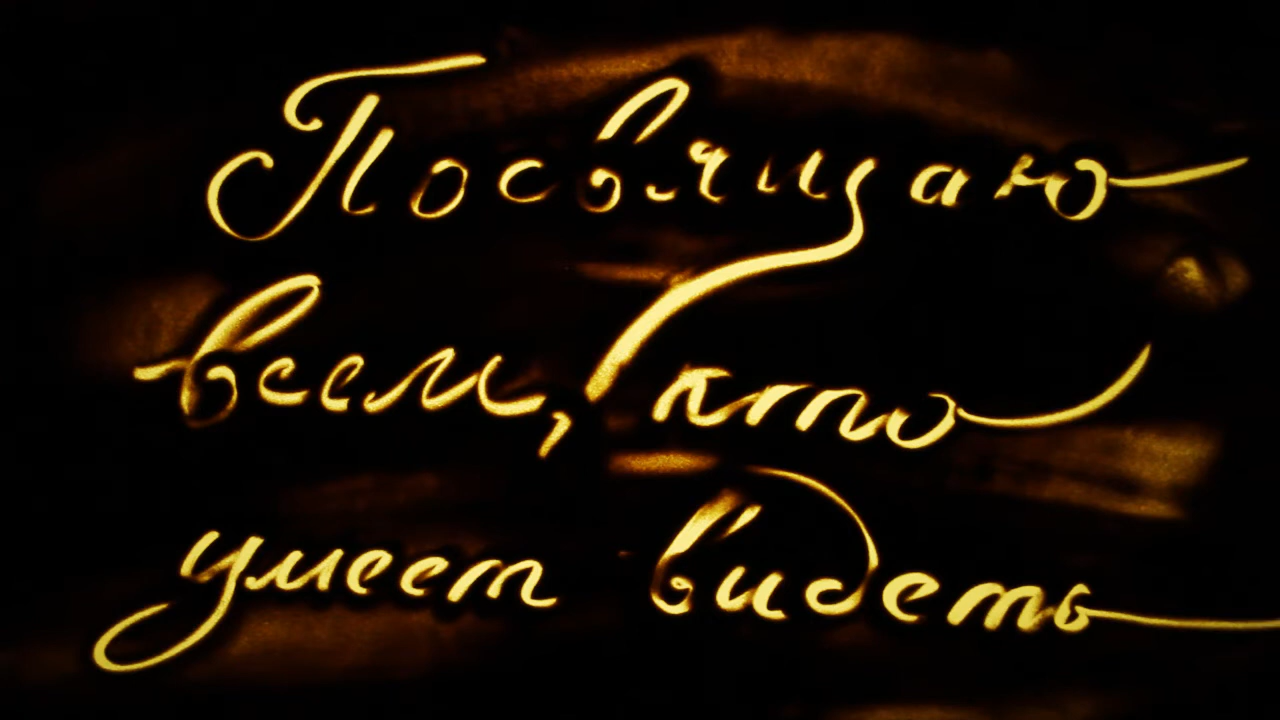 Посвящаю
всем, кто
умеет видеть